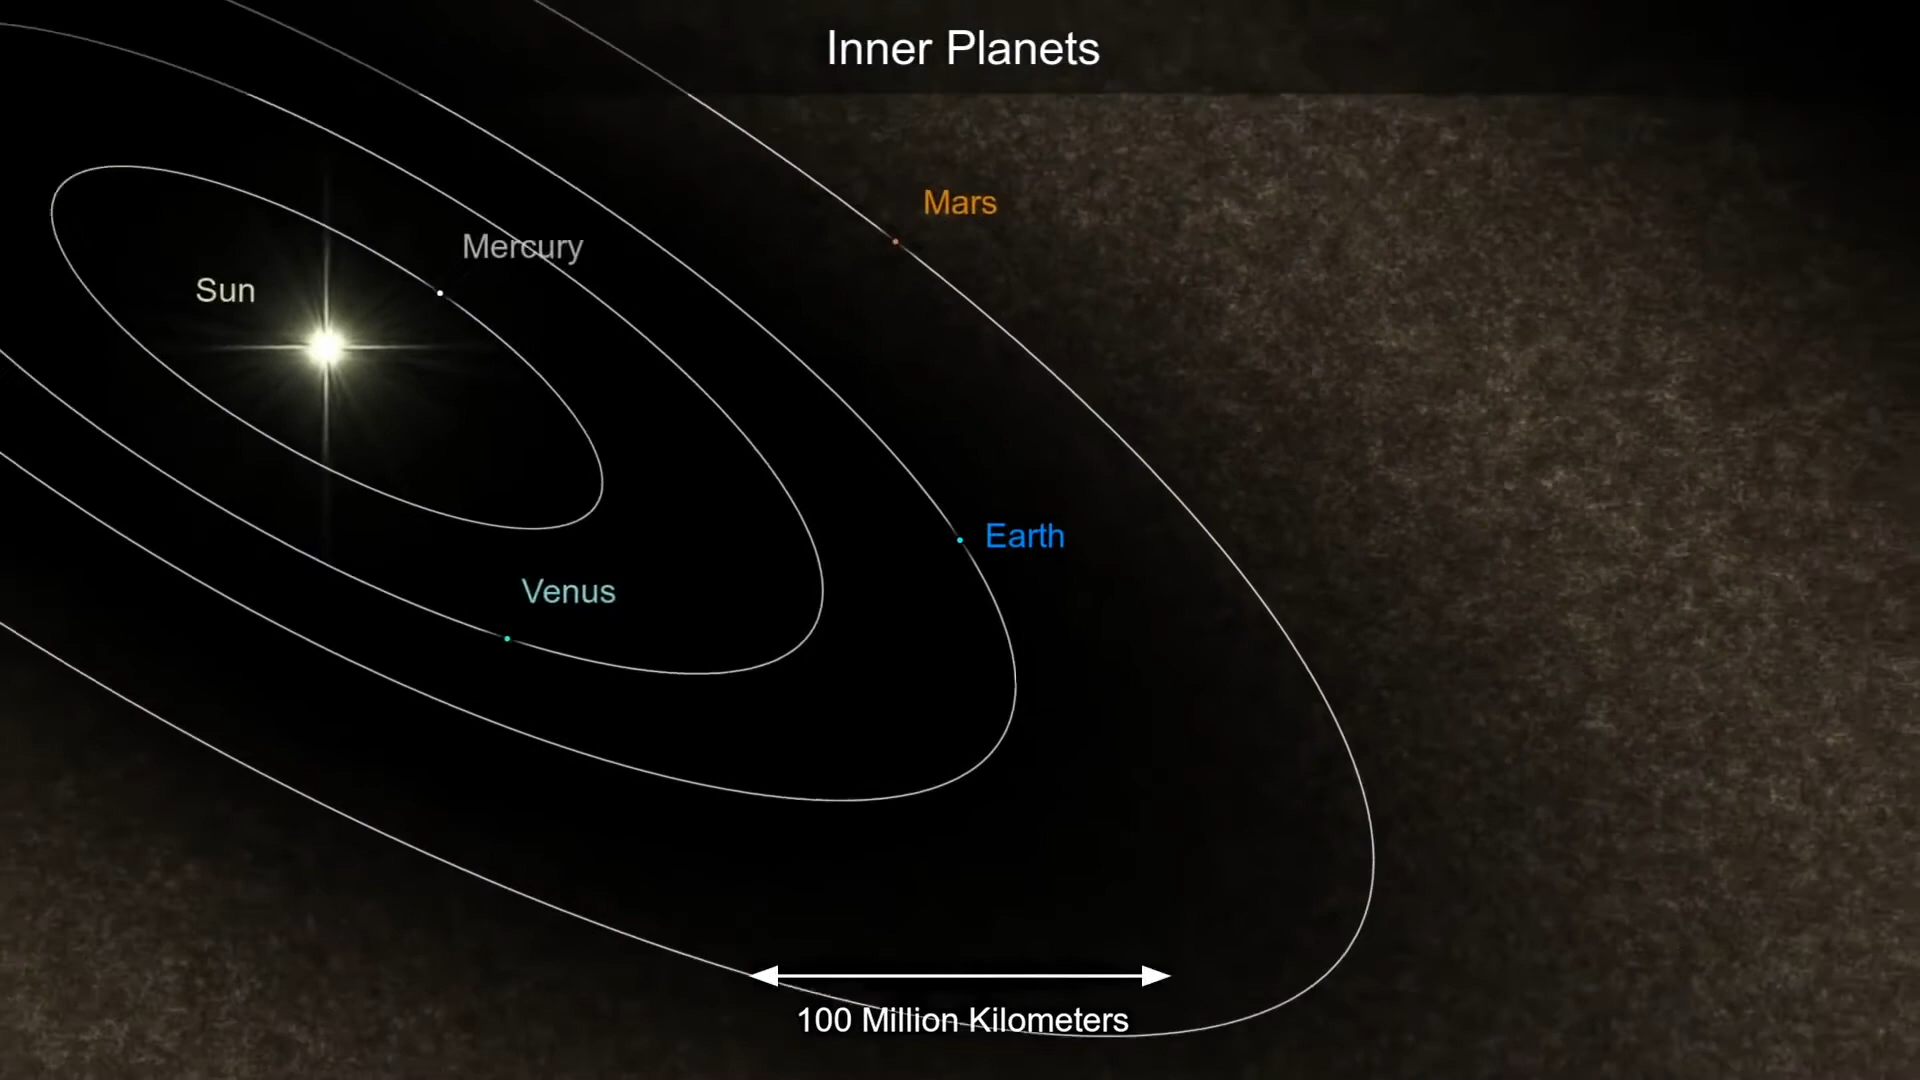 Inner Planets
Mars
Mercury
Sun
Earth
Venus
100 Million Kilometers